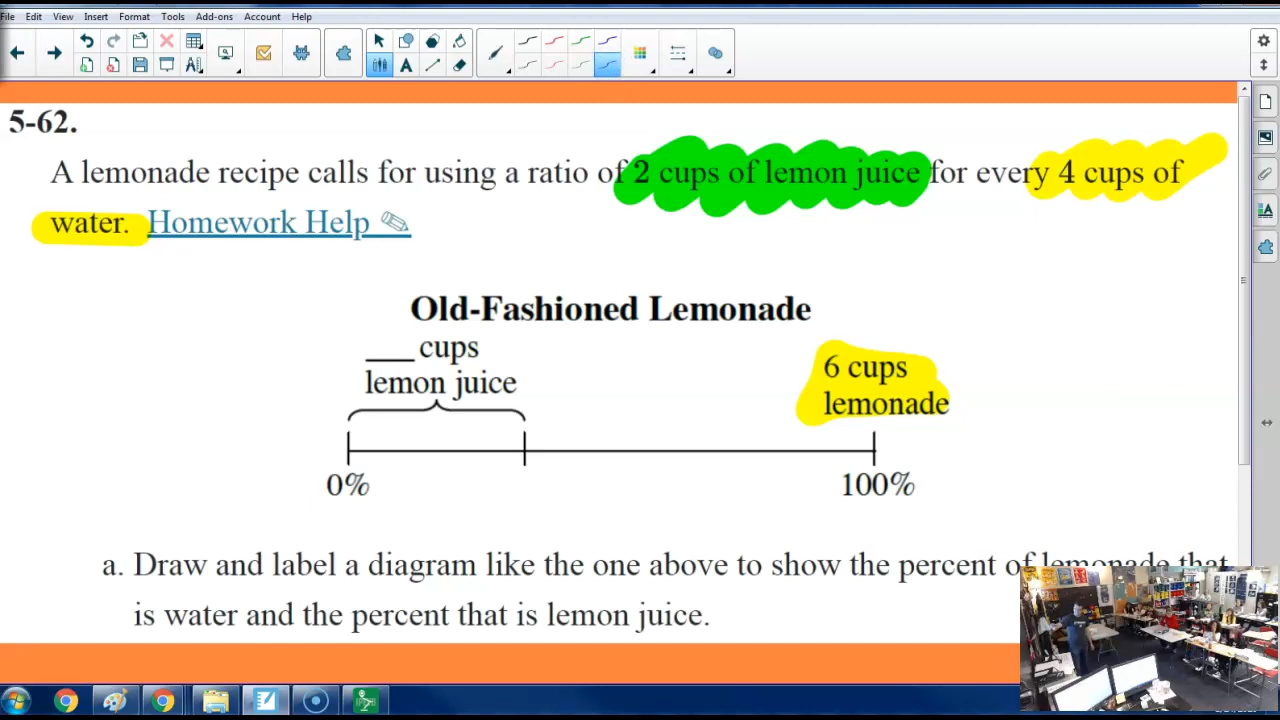 File Edit View Insert Format Tools Add-ons Account Help
5-62.
A lemonade recipe calls for using a ratio of 2 cups of lemon juice for every 4 cups of
water. Homework Help
Old-Fashioned Lemonade
___ cups
lemon juice
6 cups
lemonade
0%
100%
a. Draw and label a diagram like the one above to show the percent of lemonade that
is water and the percent that is lemon juice.